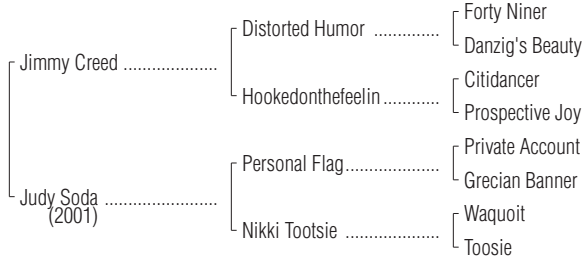 Forty Niner
Distorted Humor ..............
Danzig's Beauty
Jimmy Creed ....................
Citidancer
Hookedonthefeelin............
Prospective Joy
Private Account
Personal Flag....................
Grecian Banner
Judy Soda ........................
(2001)
Waquoit
Nikki Tootsie ....................
Toosie